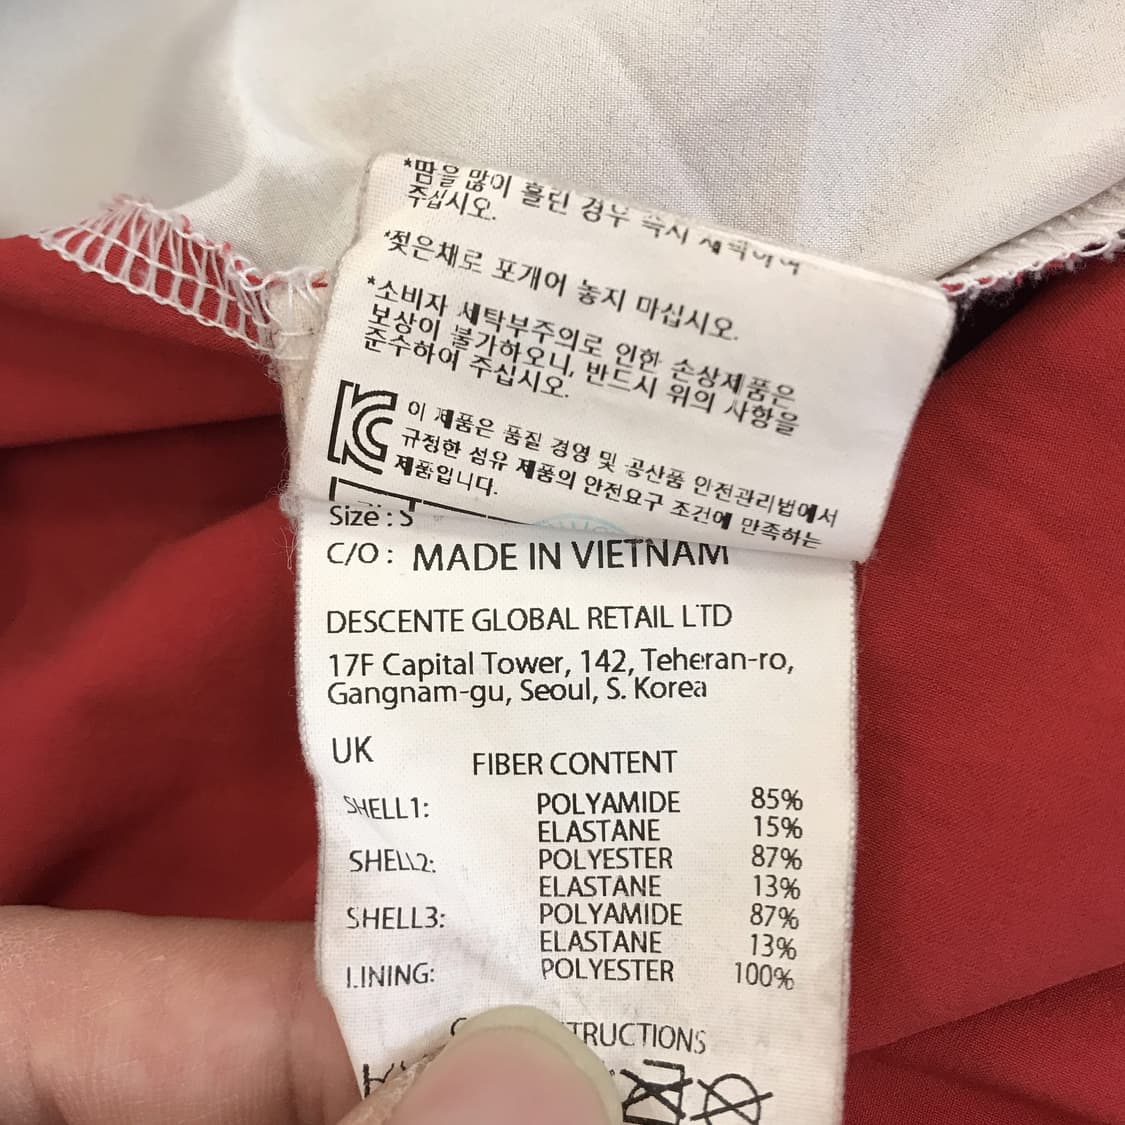 *땀을 많이 흘린 경우 즉시 세탁하여
주십시오.
*젖은채로 포개어 놓지 마십시오.
*소비자 세탁부주의로 인한 손상제품은
보상이 불가하오니, 반드시 위의 사항을
준수하여 주십시오.
이 제품은 품질 경영 및 공산품 안전관리법에서
규정한 섬유 제품의 안전요구 조건에 만족하는
제품입니다.
Size : S
C/O : MADE IN VIETNAM
DESCENTE GLOBAL RETAIL LTD
17F Capital Tower, 142, Teheran-ro,
Gangnam-gu, Seoul, S. Korea
UK
FIBER CONTENT
SHELL1: POLYAMIDE 85%
ELASTANE 15%
SHELL2: POLYESTER 87%
ELASTANE 13%
SHELL3: POLYAMIDE 87%
ELASTANE 13%
LINING: POLYESTER 100%